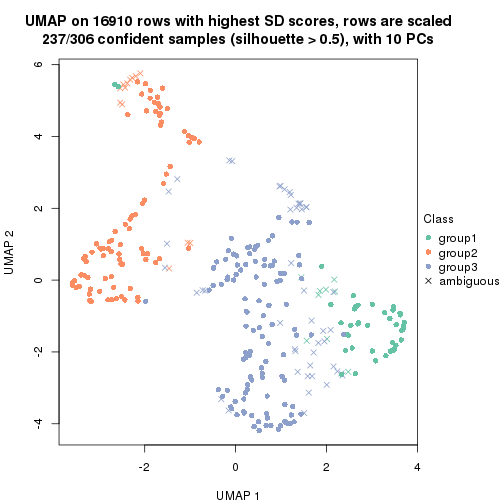 UMAP on 16910 rows with highest SD scores, rows are scaled
237/306 confident samples (silhouette > 0.5), with 10 PCs
6
4
2
0
-2
-4
UMAP 2
-2
0
2
4
UMAP 1
Class
group1
group2
group3
ambiguous